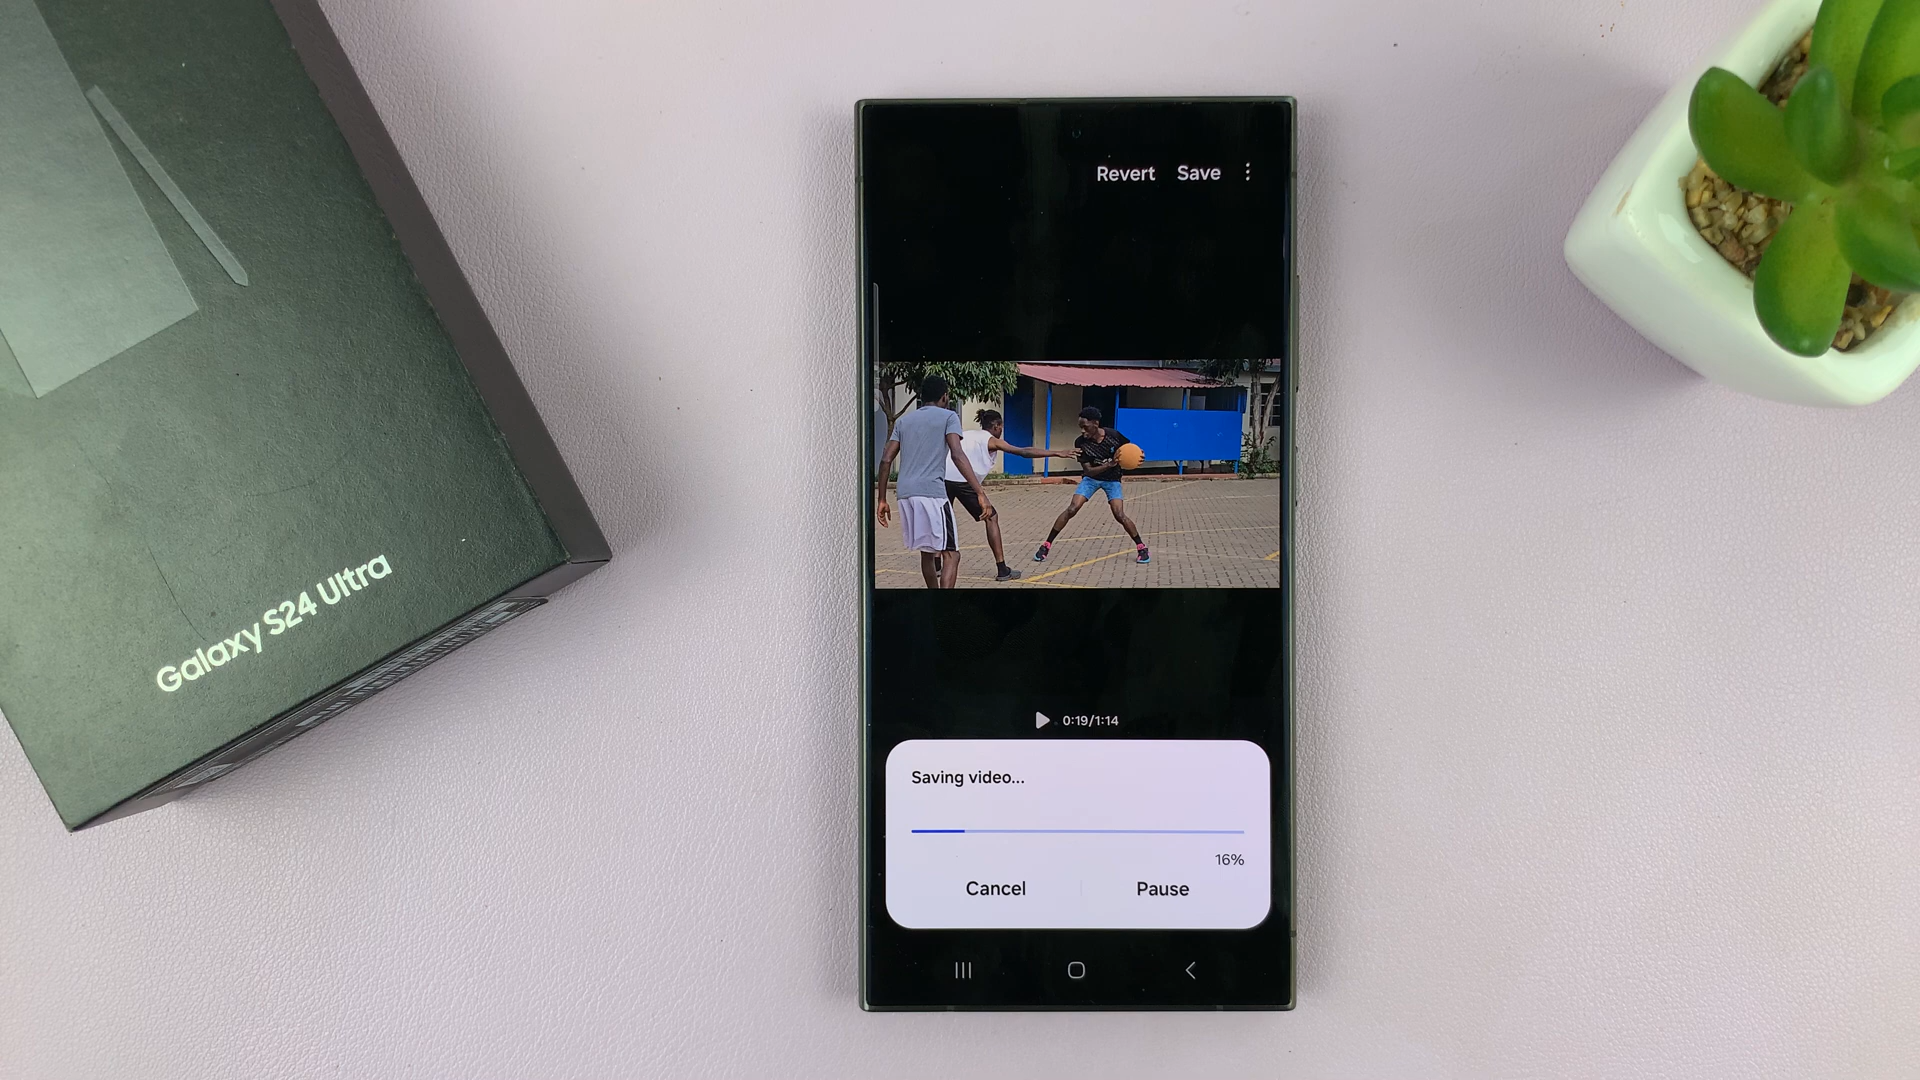 Galaxy S24 Ultra
Revert Save
0:19/1:14
Saving video...
16%
Cancel Pause